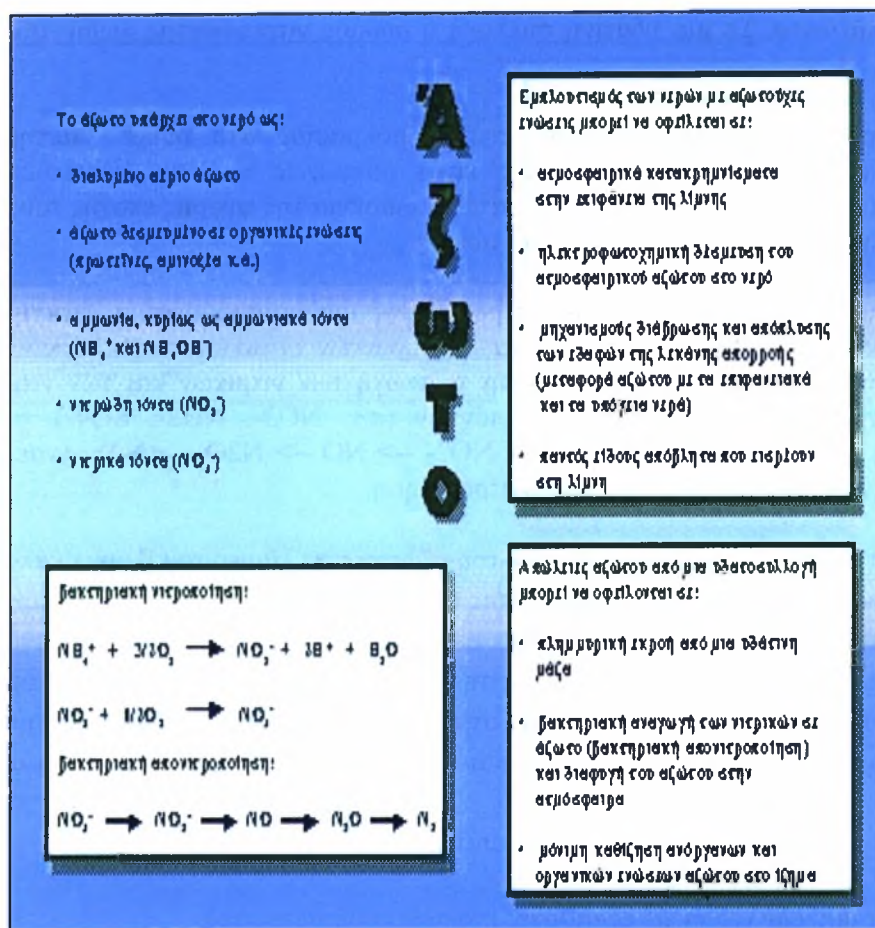 Το άζωτο υπάρχει στο νερό ως:
· διαλυμένο αέριο άζωτο
· άζωτο δεσμευμένο σε οργανικές ενώσεις
(πρωτεΐνες, αμινοξέα κ.ά.)
· αμμωνία, κυρίως ως αμμωνιακά ιόντα
(NH₄⁺ και NH₄OH)
· νιτρώδη ιόντα (NO₂⁻)
· νιτρικά ιόντα (NO₃⁻)
Ά
ζ
ω
τ
ο
Εμπλουτισμός των νερών με αζωτούχες
ενώσεις μπορεί να οφείλεται σε:
· ατμοσφαιρικά κατακρημνίσματα
στην επιφάνεια της λίμνης
· ηλεκτροφωτοχημική δέσμευση του
ατμοσφαιρικού αζώτου στο νερό
· μηχανισμούς διάβρωσης και απόπλυσης
των εδαφών της λεκάνης απορροής
(μεταφορά αζώτου με τα επιφανειακά
και τα υπόγεια νερά)
· παντός είδους απόβλητα που εισρέουν
στη λίμνη
βακτηριακή νιτροποίηση:
NH₄⁺ + 3/2O₂ → NO₂⁻ + 2H⁺ + H₂O
NO₂⁻ + 1/2O₂ → NO₃⁻
βακτηριακή απονιτροποίηση:
NO₃⁻ → NO₂⁻ → NO → N₂O → N₂
Απώλειες αζώτου από μια υδατοσυλλογή
μπορεί να οφείλονται σε:
· πλημμυρική εκροή από μια υδάτινη
μάζα
· βακτηριακή αναγωγή των νιτρικών σε
άζωτο (βακτηριακή απονιτροποίηση)
και διαφυγή του αζώτου στην
ατμόσφαιρα
· μόνιμη καθίζηση ανόργανων και
οργανικών ενώσεων αζώτου στο ίζημα